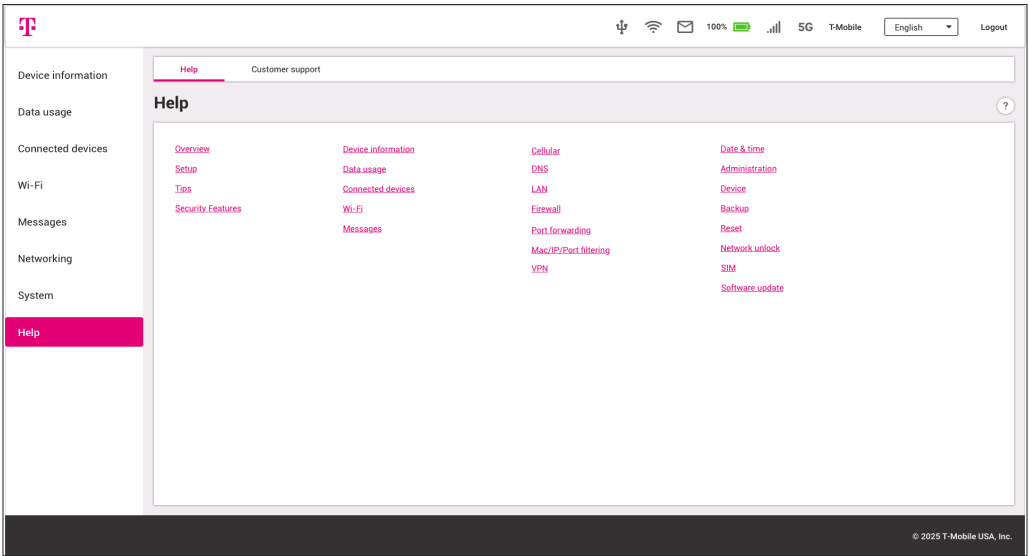 T
100% 5G T-Mobile English Logout
Device information
Data usage
Connected devices
Wi-Fi
Messages
Networking
System
Help
Help Customer support
Help
?
Overview
Setup
Tips
Security Features
Device information
Data usage
Connected devices
Wi-Fi
Messages
Cellular
DNS
LAN
Firewall
Port forwarding
Mac/IP/Port filtering
VPN
Date & time
Administration
Device
Backup
Reset
Network unlock
SIM
Software update
© 2025 T-Mobile USA, Inc.